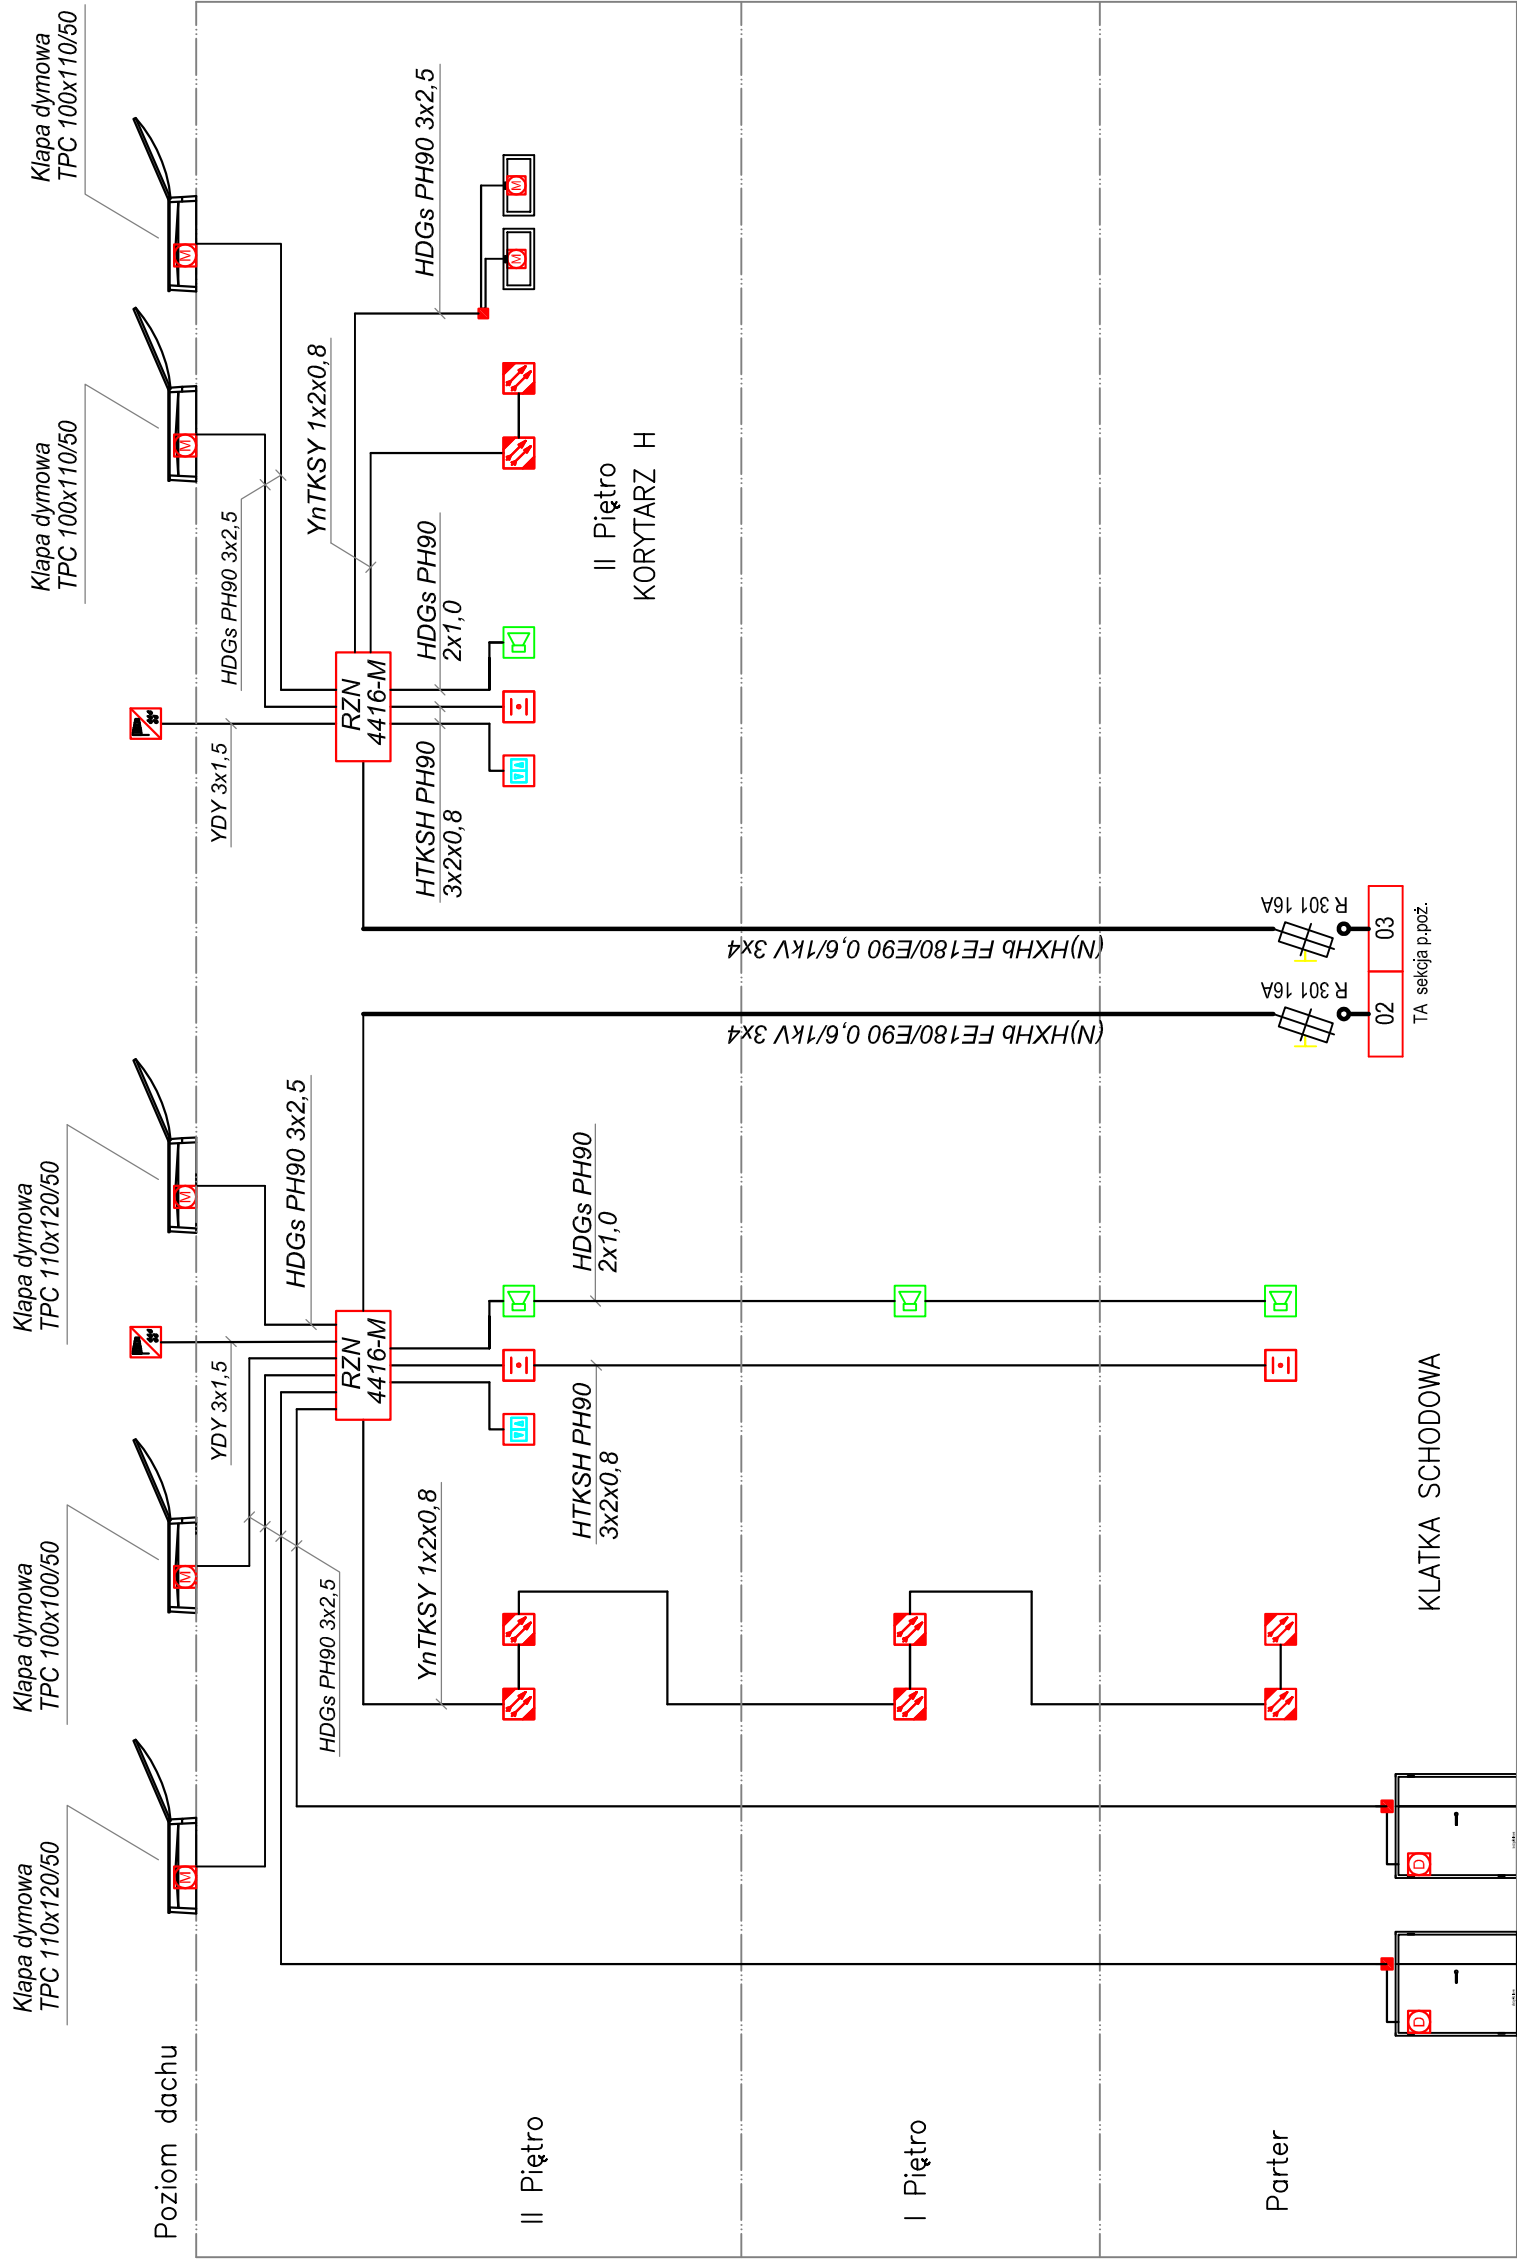 Klapa dymowa
TPC 110x120/50
Klapa dymowa
TPC 100x100/50
Klapa dymowa
TPC 110x120/50
Klapa dymowa
TPC 100x110/50
Klapa dymowa
TPC 100x110/50
Poziom dachu
M
M
M
M
M
YDY 3x1,5
YDY 3x1,5
HDGs PH90 3x2,5
HDGs PH90 3x2,5
HDGs PH90 3x2,5
YnTKSY 1x2x0,8
RZN
4416-M
RZN
4416-M
YnTKSY 1x2x0,8
HTKSH PH90
3x2x0,8
HDGs PH90
2x1,0
HDGs PH90 3x2,5
M
M
II Piętro
HTKSH PH90
3x2x0,8
HDGs PH90
2x1,0
II Piętro
KORYTARZ H
(N)HXHb FE180/E90 0,6/1kV 3x4
(N)HXHb FE180/E90 0,6/1kV 3x4
I Piętro
Parter
R 301 16A
R 301 16A
02
03
TA sekcja p.poż.
D
D
KLATKA SCHODOWA